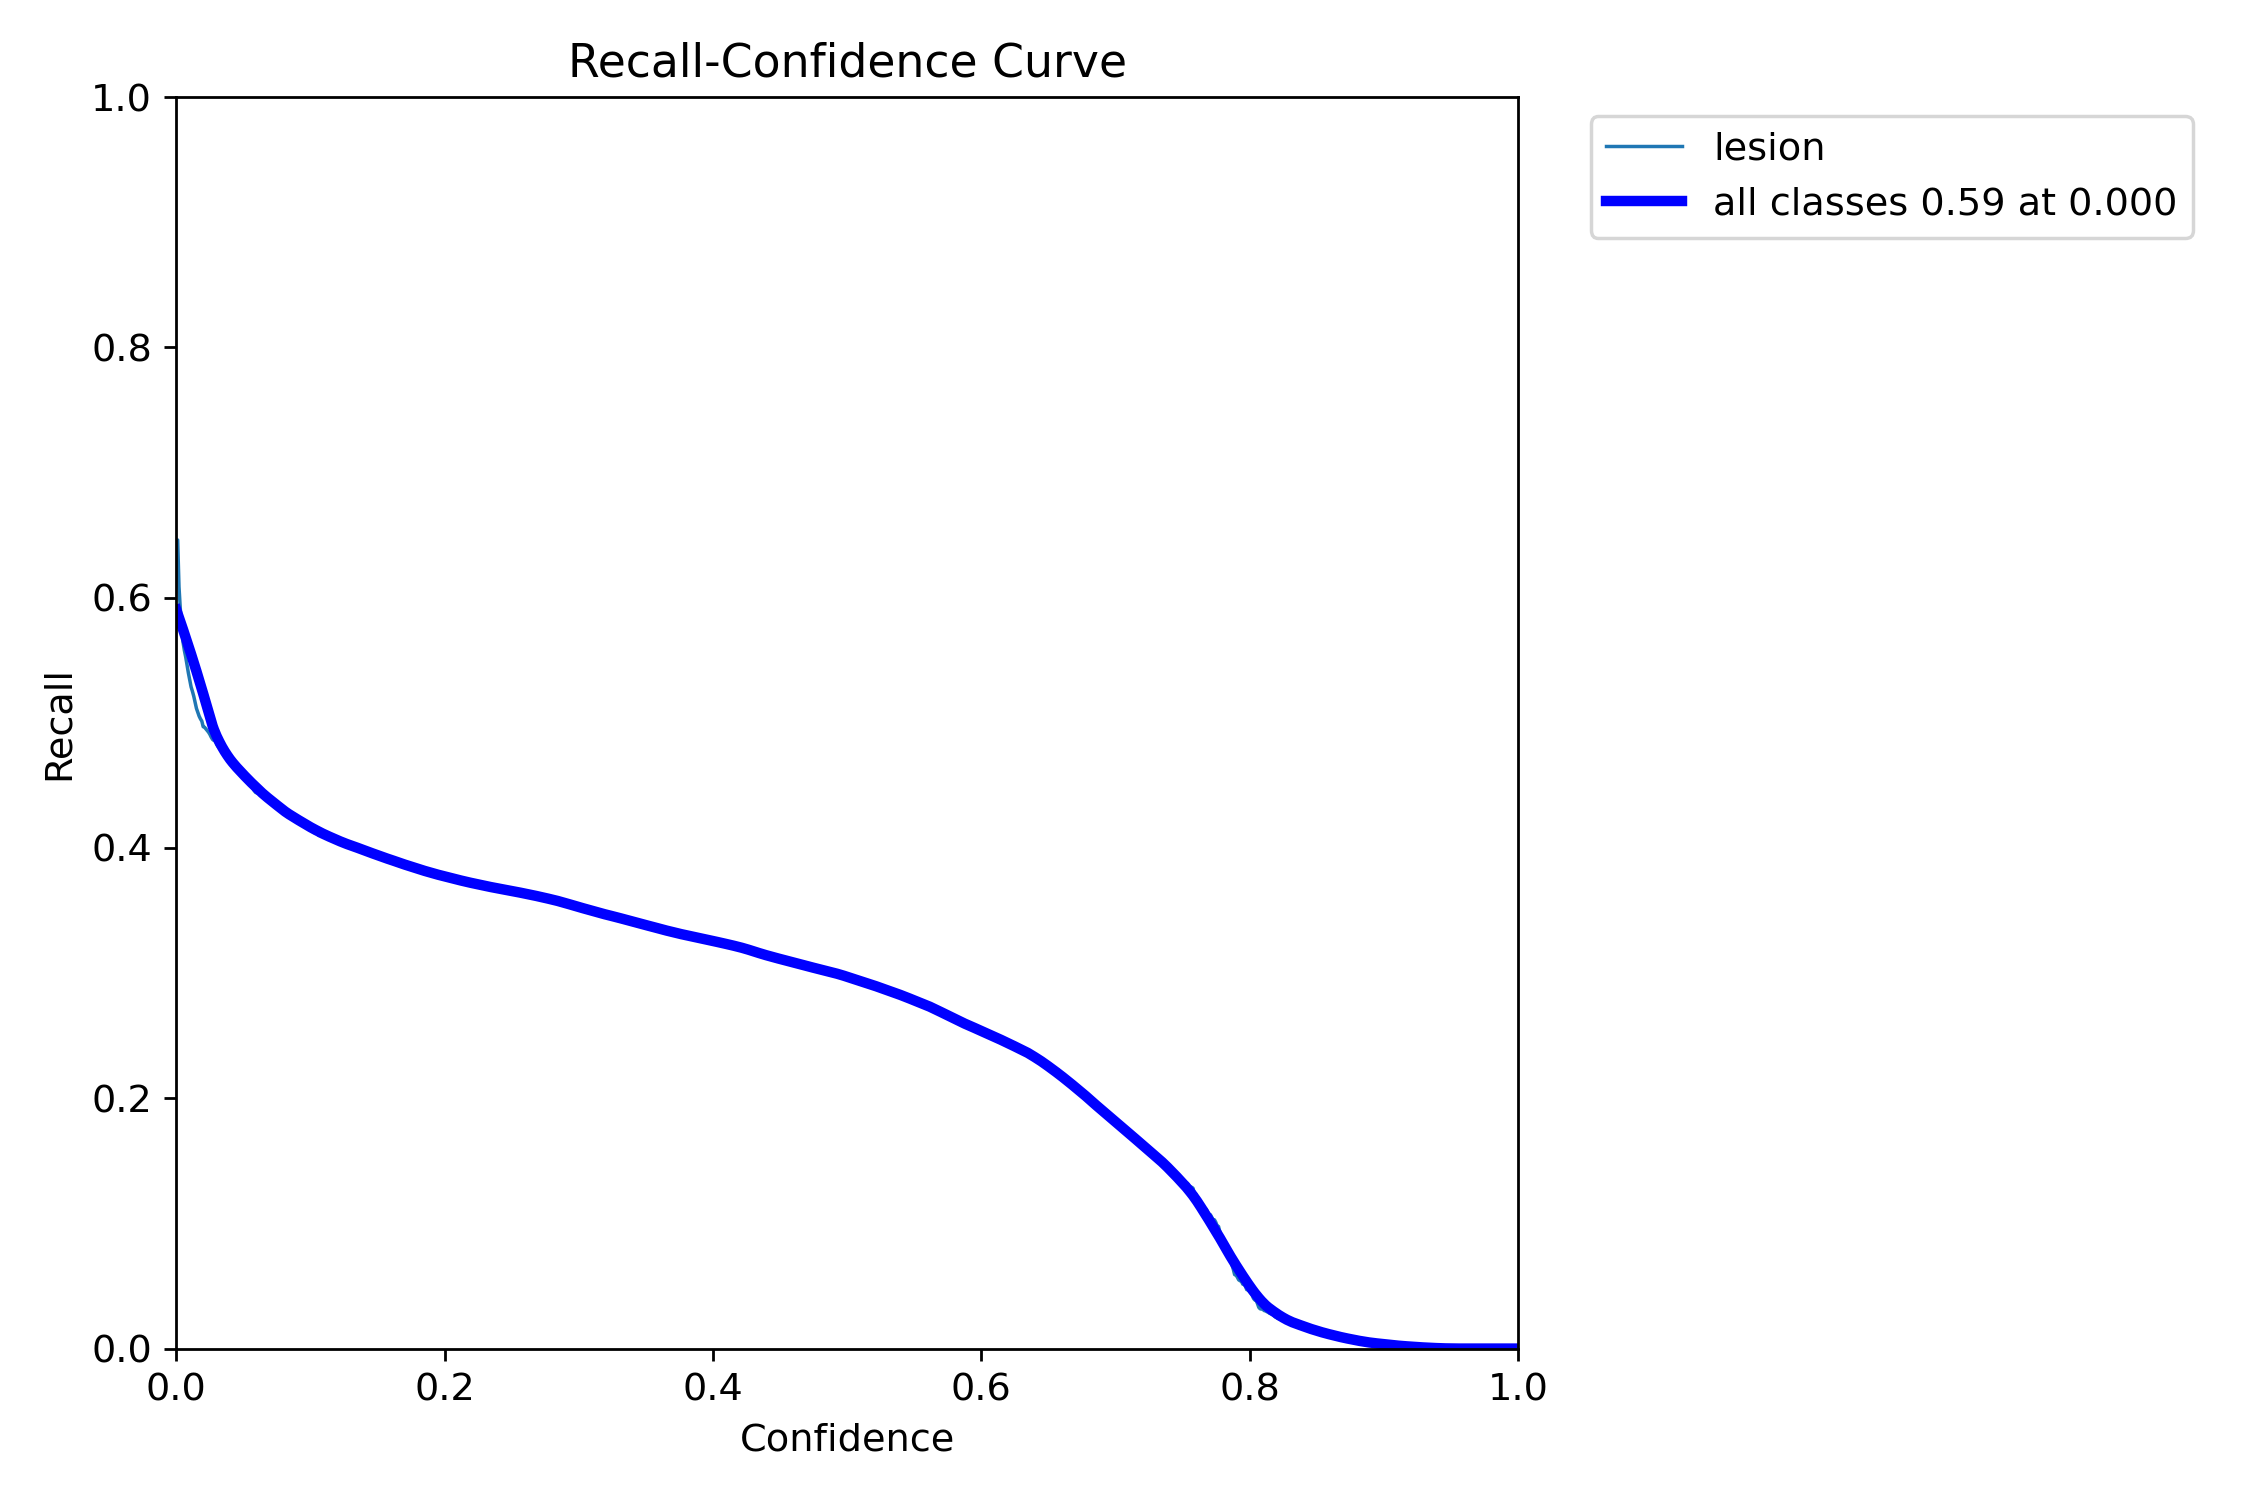 Recall-Confidence Curve
1.0
0.8
0.6
0.4
0.2
0.0
Recall
0.0 0.2 0.4 0.6 0.8 1.0
Confidence
lesion
all classes 0.59 at 0.000